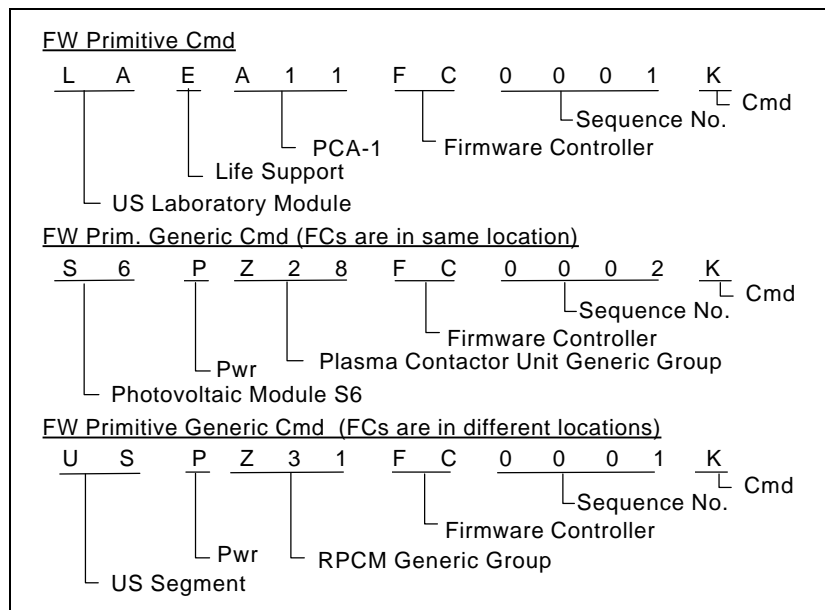 FW Primitive Cmd
L A E A 1 1 F C 0 0 0 1 K
Cmd
Sequence No.
PCA-1 Firmware Controller
Life Support
US Laboratory Module
FW Prim. Generic Cmd (FCs are in same location)
S 6 P Z 2 8 F C 0 0 0 2 K
Cmd
Sequence No.
Firmware Controller
Pwr Plasma Contactor Unit Generic Group
Photovoltaic Module S6
FW Primitive Generic Cmd (FCs are in different locations)
U S P Z 3 1 F C 0 0 0 1 K
Cmd
Sequence No.
Firmware Controller
Pwr RPCM Generic Group
US Segment